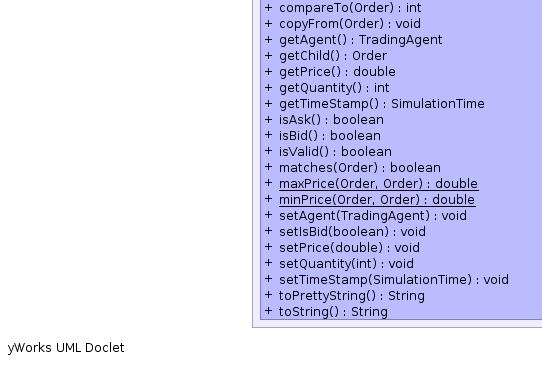 + compareTo(Order) : int
+ copyFrom(Order) : void
+ getAgent() : TradingAgent
+ getChild() : Order
+ getPrice() : double
+ getQuantity() : int
+ getTimeStamp() : SimulationTime
+ isAsk() : boolean
+ isBid() : boolean
+ isValid() : boolean
+ matches(Order) : boolean
+ maxPrice(Order, Order) : double
+ minPrice(Order, Order) : double
+ setAgent(TradingAgent) : void
+ setIsBid(boolean) : void
+ setPrice(double) : void
+ setQuantity(int) : void
+ setTimeStamp(SimulationTime) : void
+ toPrettyString() : String
+ toString() : String
yWorks UML Doclet